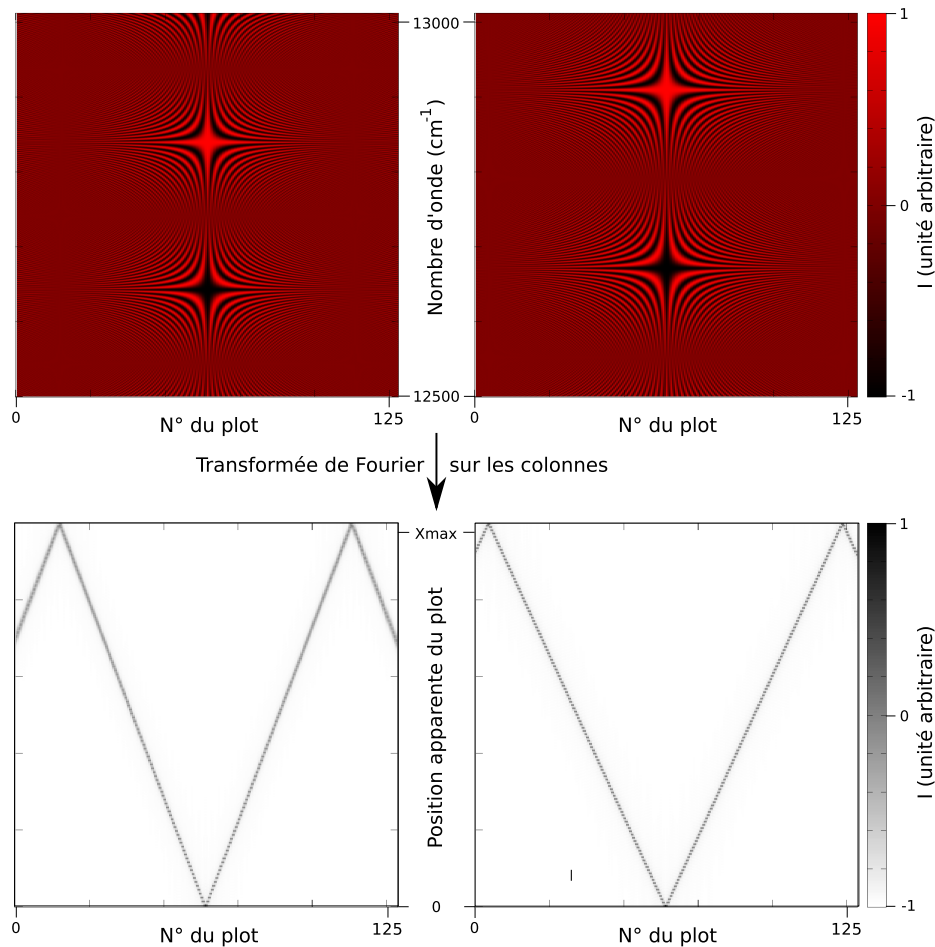 13000
1
Nombre d'onde (cm-1)
0
I (unité arbitraire)
12500
-1
0
125
0
125
N° du plot
N° du plot
Transformée de Fourier
sur les colonnes
Xmax
1
Position apparente du plot
0
I (unité arbitraire)
0
-1
0
125
0
125
N° du plot
N° du plot